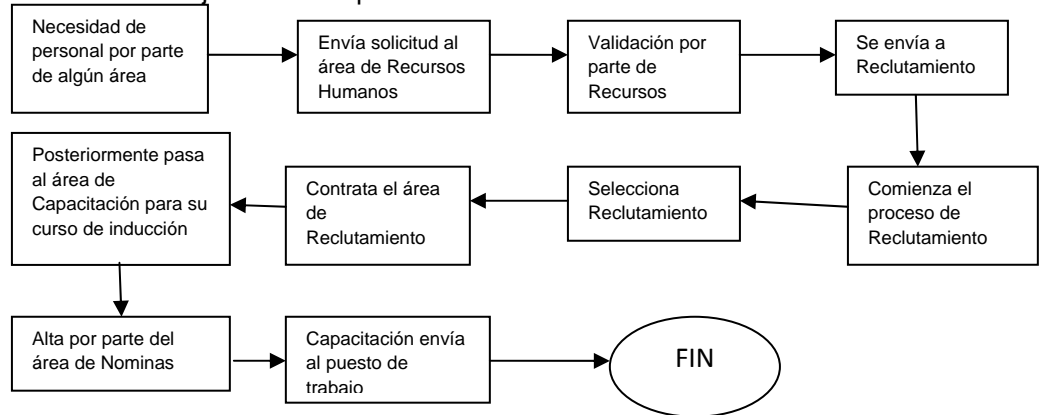 Necesidad de
personal por parte
de algún área
Envía solicitud al
área de Recursos
Humanos
Validación por
parte de
Recursos
Se envía a
Reclutamiento
Comienza el
proceso de
Reclutamiento
Selecciona
Reclutamiento
Contrata el área
de
Reclutamiento
Posteriormente pasa
al área de
Capacitación para su
curso de inducción
Alta por parte del
área de Nominas
Capacitación envía
al puesto de
trabajo
FIN